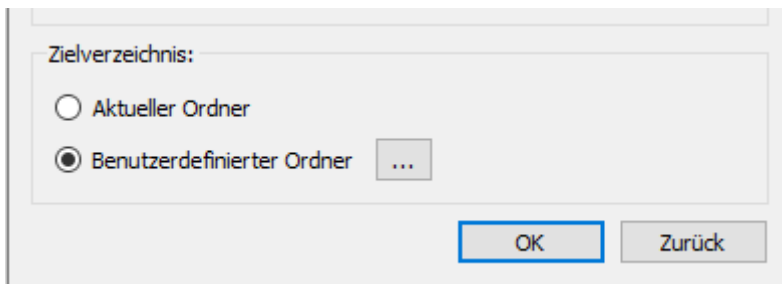 Zielverzeichnis:
Aktueller Ordner
Benutzerdefinierter Ordner ...
OK Zurück